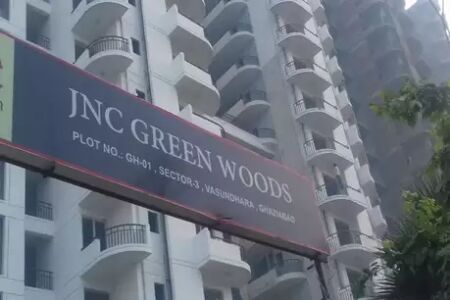 JNC GREEN WOODS
PLOT NO.: GH-01, SECTOR-3, VASUNDHARA, GHAZIABAD